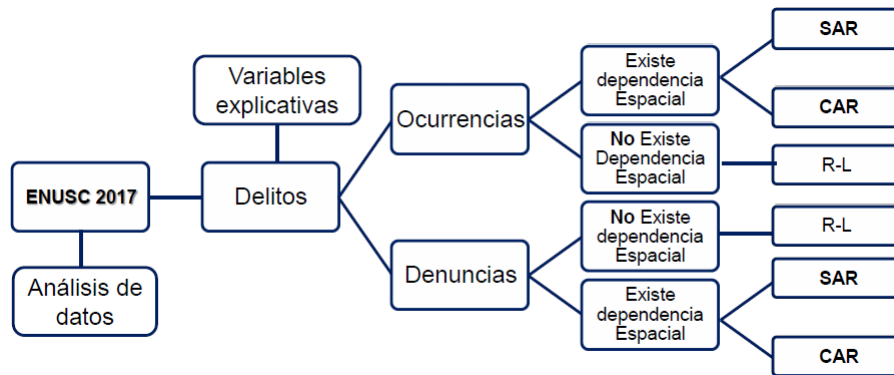 ENUSC 2017
Análisis de
datos
Variables
explicativas
Delitos
Ocurrencias
Existe
dependencia
Espacial
SAR
CAR
No Existe
Dependencia
Espacial
R-L
Denuncias
No Existe
dependencia
Espacial
R-L
Existe
dependencia
Espacial
SAR
CAR